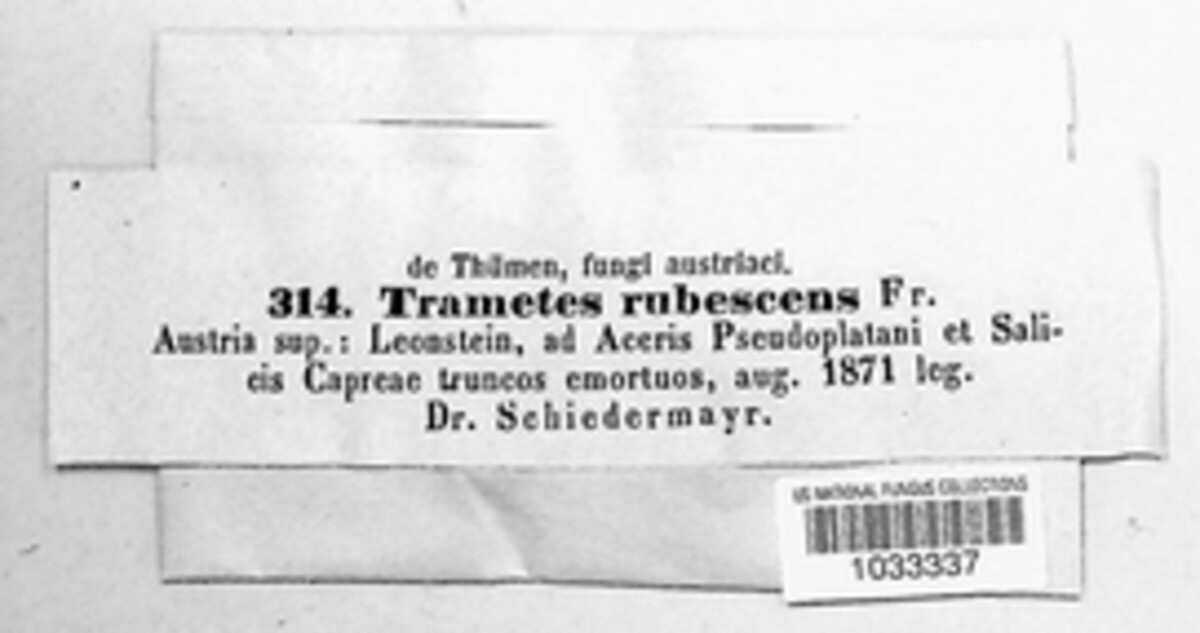 de Thümen, fungi austriaci.
314. Trametes rubescens Fr.
Austria sup.: Leonstein, ad Aceris Pseudoplatani et Sali-
cis Capreae truncos emortuos, aug. 1871 leg.
Dr. Schiedermayr.
US NATIONAL FUNGUS COLLECTIONS
1033337